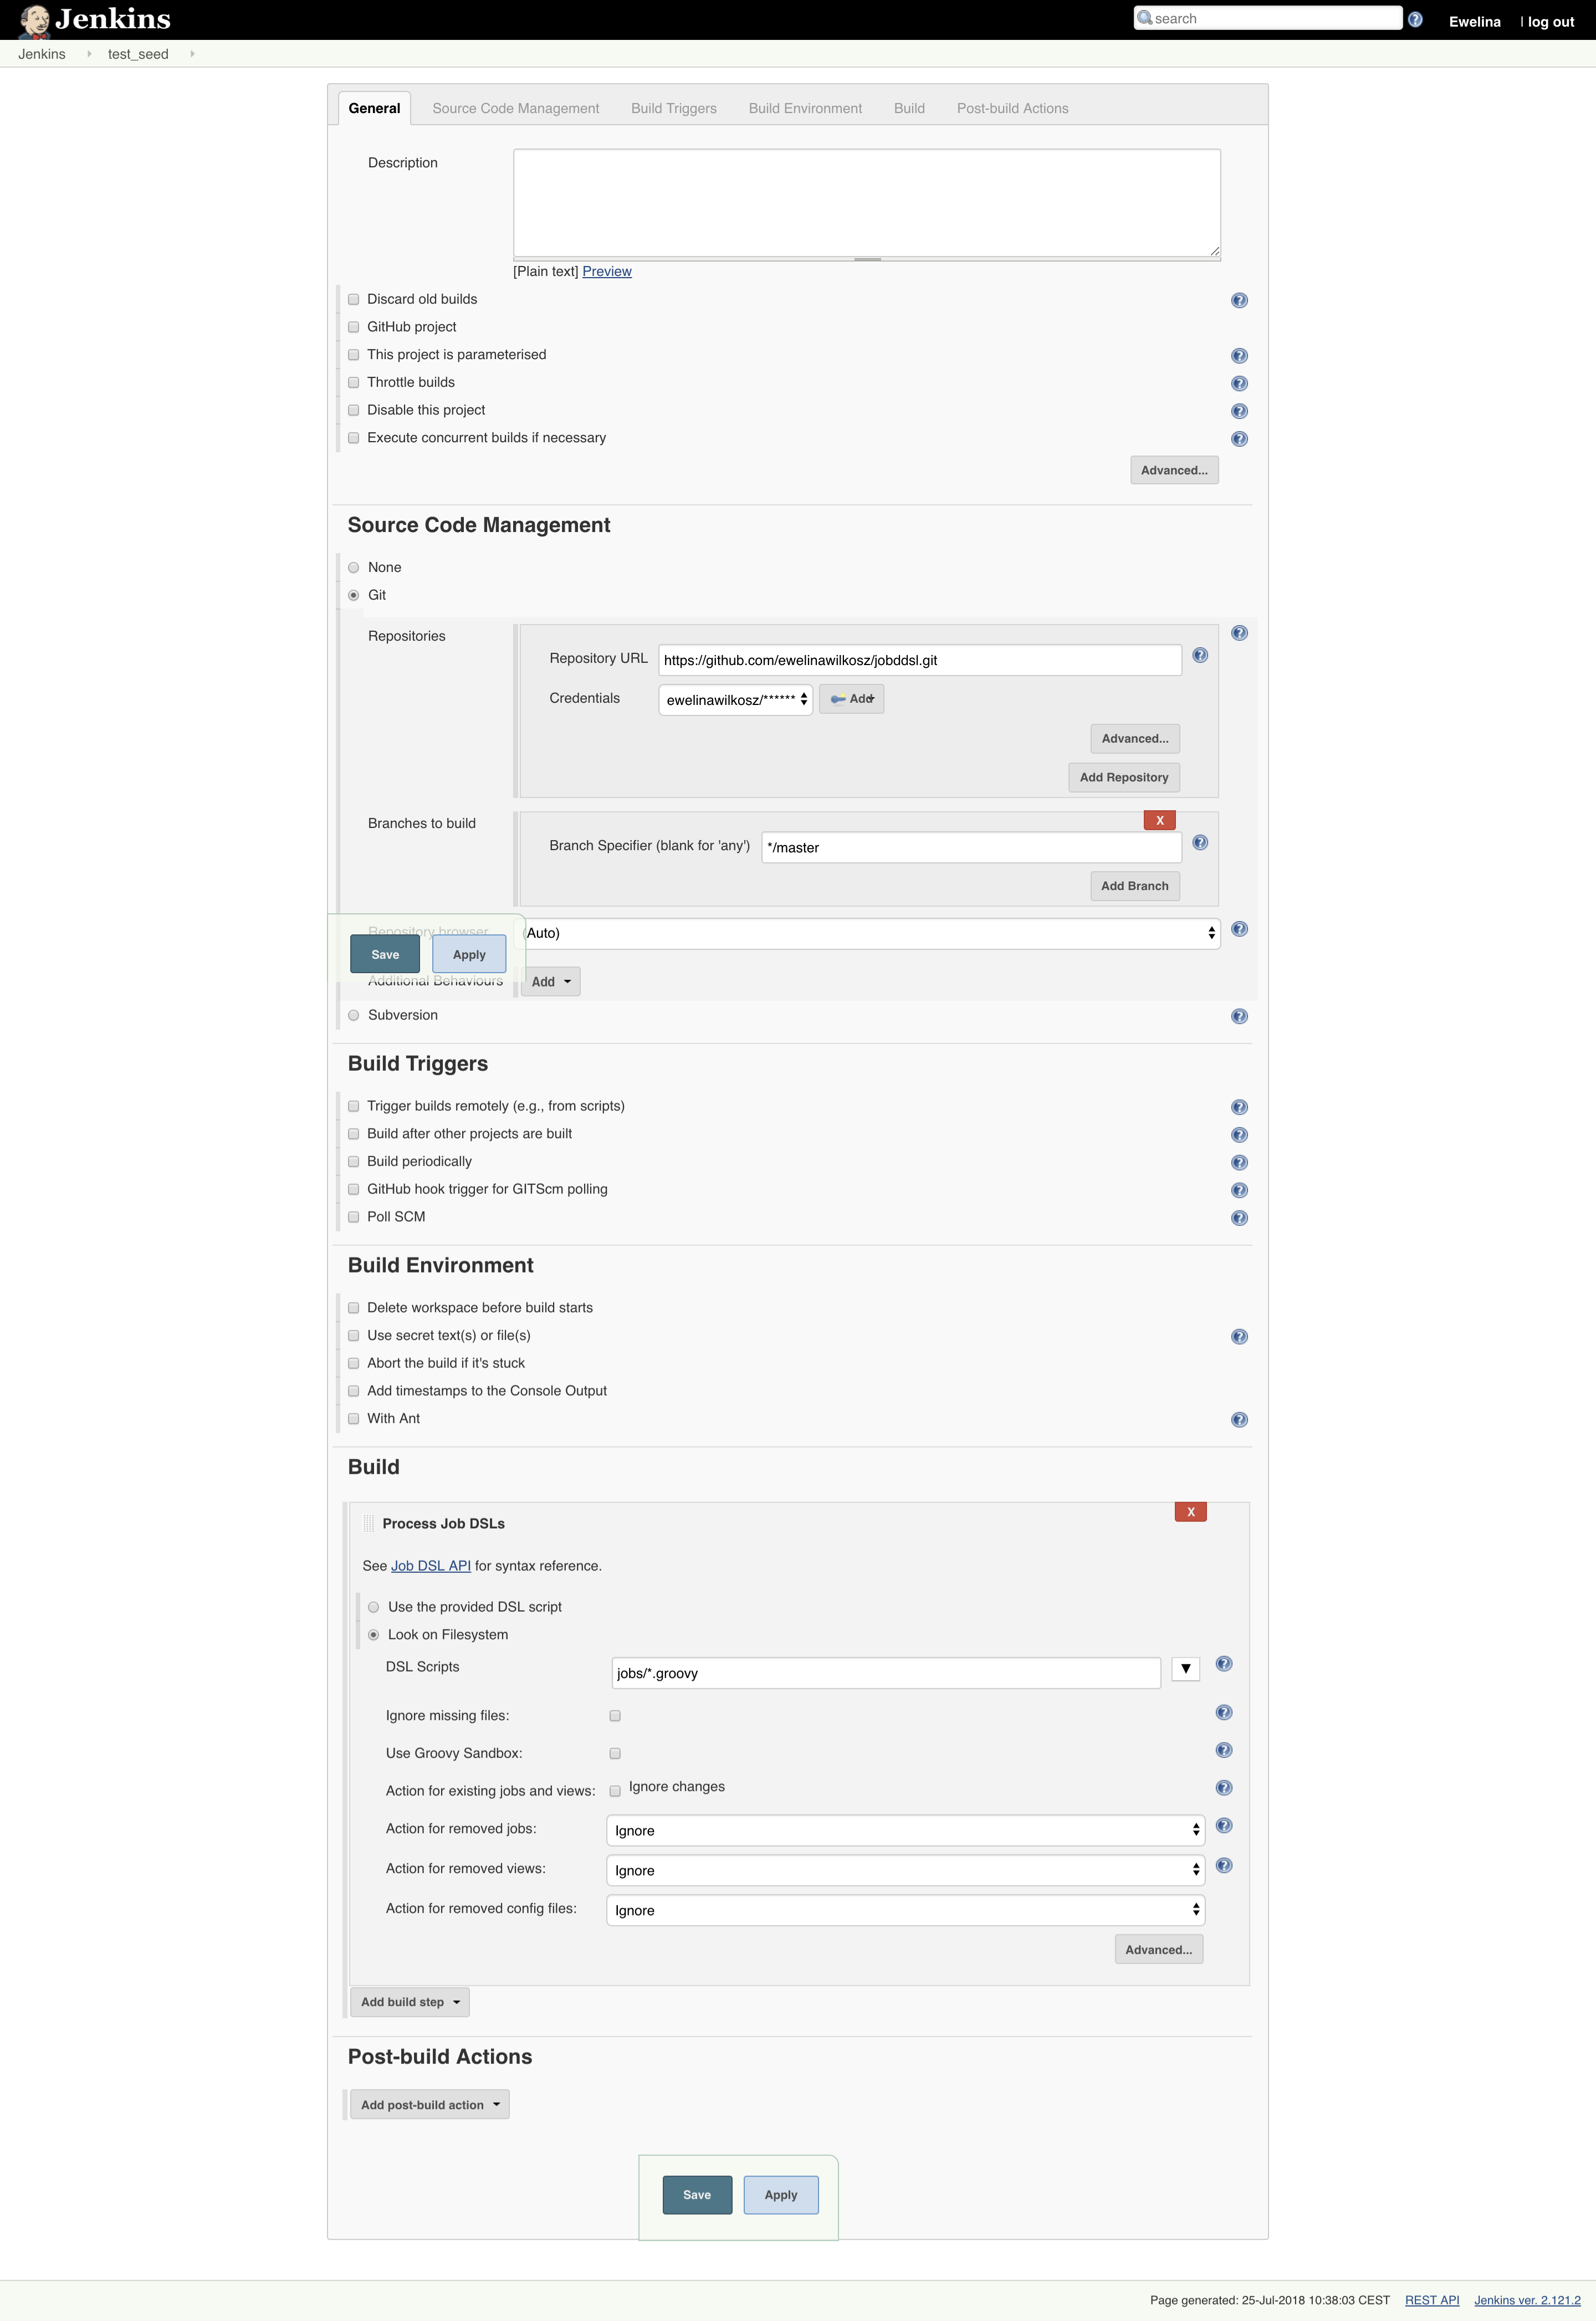 Jenkins
search
Ewelina | log out
Jenkins test_seed
General Source Code Management Build Triggers Build Environment Build Post-build Actions
Description
[Plain text] Preview
Discard old builds
GitHub project
This project is parameterised
Throttle builds
Disable this project
Execute concurrent builds if necessary
Advanced...
Source Code Management
None
Git
Repositories
Repository URL https://github.com/ewelinawilkosz/jobddsl.git
Credentials ewelinawilkosz/****** Add
Advanced...
Add Repository
Branches to build
X
Branch Specifier (blank for 'any') */master
Add Branch
Repository browser (Auto)
Save Apply
Additional Behaviours Add
Subversion
Build Triggers
Trigger builds remotely (e.g., from scripts)
Build after other projects are built
Build periodically
GitHub hook trigger for GITScm polling
Poll SCM
Build Environment
Delete workspace before build starts
Use secret text(s) or file(s)
Abort the build if it's stuck
Add timestamps to the Console Output
With Ant
Build
X
Process Job DSLs
See Job DSL API for syntax reference.
Use the provided DSL script
Look on Filesystem
DSL Scripts jobs/*.groovy
Ignore missing files:
Use Groovy Sandbox:
Action for existing jobs and views: Ignore changes
Action for removed jobs: Ignore
Action for removed views: Ignore
Action for removed config files: Ignore
Advanced...
Add build step
Post-build Actions
Add post-build action
Save Apply
Page generated: 25-Jul-2018 10:38:03 CEST REST API Jenkins ver. 2.121.2